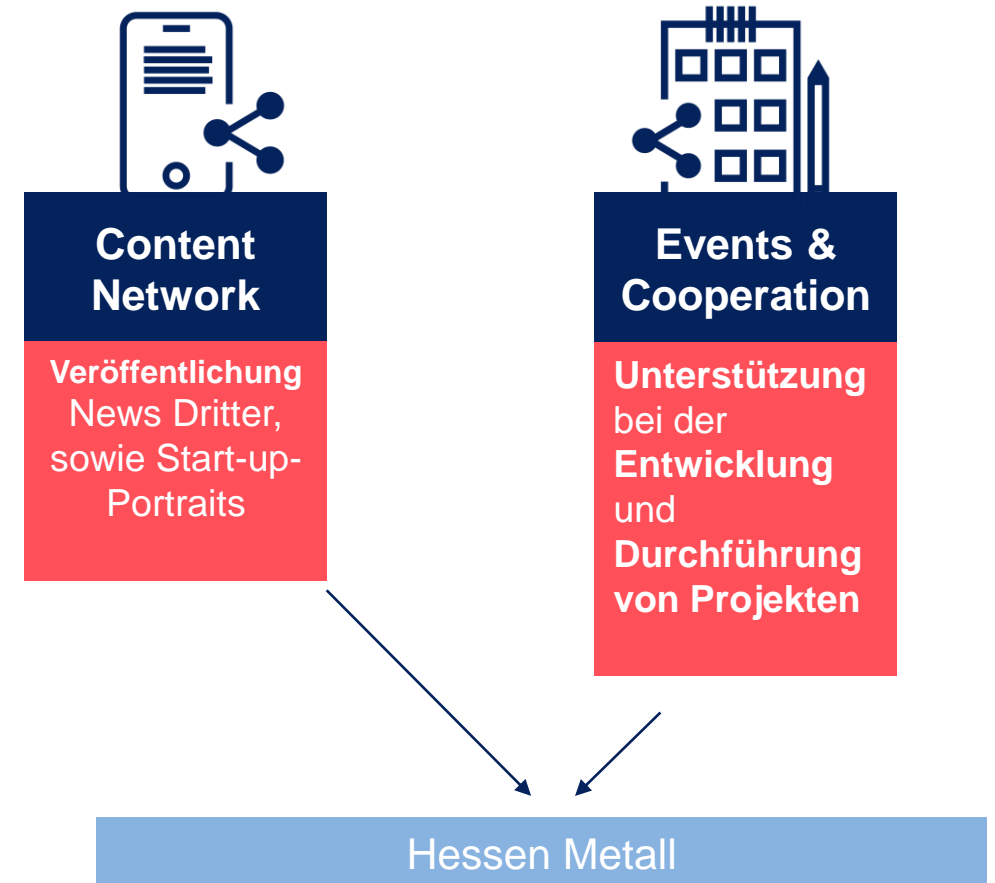 Content
Network
Veröffentlichung
News Dritter,
sowie Start-up-
Portraits
Events &
Cooperation
Unterstützung
bei der
Entwicklung
und
Durchführung
von Projekten
Hessen Metall